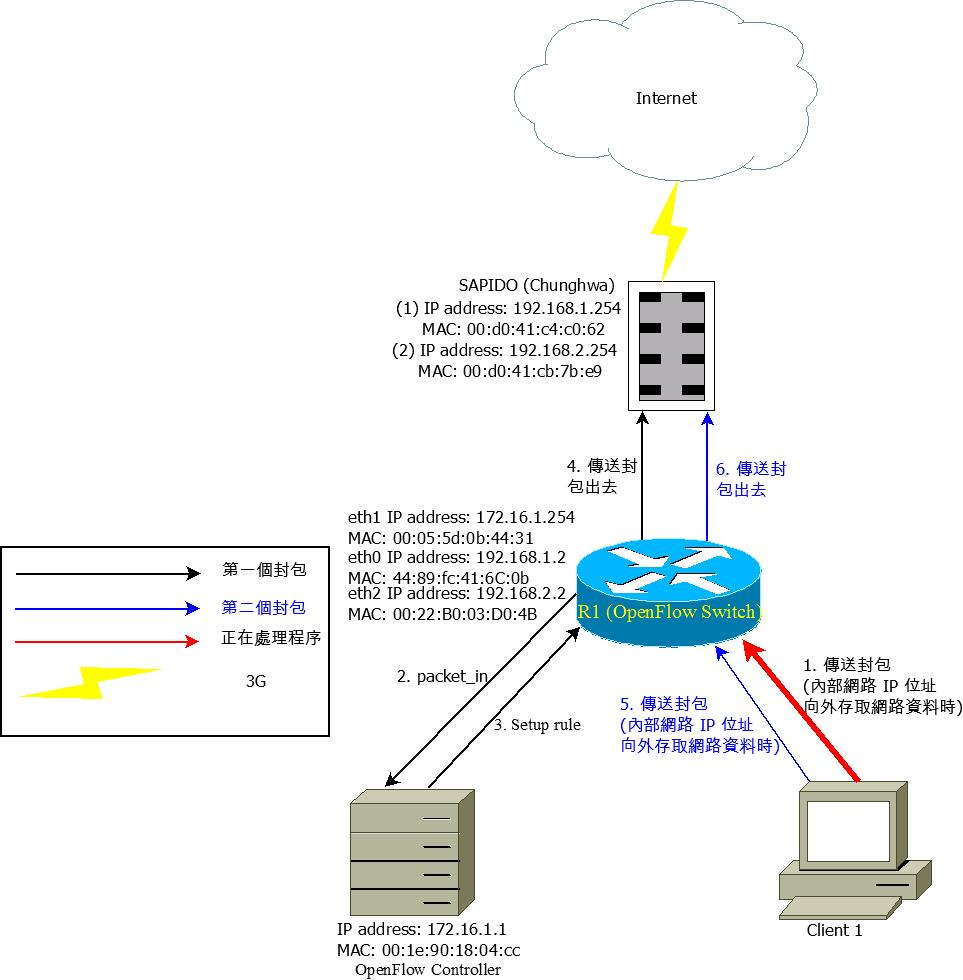 Internet
SAPIDO (Chunghwa)
(1) IP address: 192.168.1.254
MAC: 00:d0:41:c4:c0:62
(2) IP address: 192.168.2.254
MAC: 00:d0:41:cb:7b:e9
4. 傳送封
包出去
6. 傳送封
包出去
eth1 IP address: 172.16.1.254
MAC: 00:05:5d:0b:44:31
eth0 IP address: 192.168.1.2
MAC: 44:89:fc:41:6C:0b
eth2 IP address: 192.168.2.2
MAC: 00:22:B0:03:D0:4B
R1 (OpenFlow Switch)
第一個封包
第二個封包
正在處理程序
3G
2. packet_in
3. Setup rule
5. 傳送封包
(內部網路 IP 位址
向外存取網路資料時)
1. 傳送封包
(內部網路 IP 位址
向外存取網路資料時)
IP address: 172.16.1.1
MAC: 00:1e:90:18:04:cc
OpenFlow Controller
Client 1